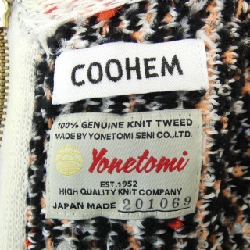 COOHEM
100% GENUINE KNIT TWEED
MADE BY YONETOMI SENI CO.,LTD.
Yonetomi
EST.1952
HIGH QUALITY KNIT COMPANY
JAPAN MADE 201069